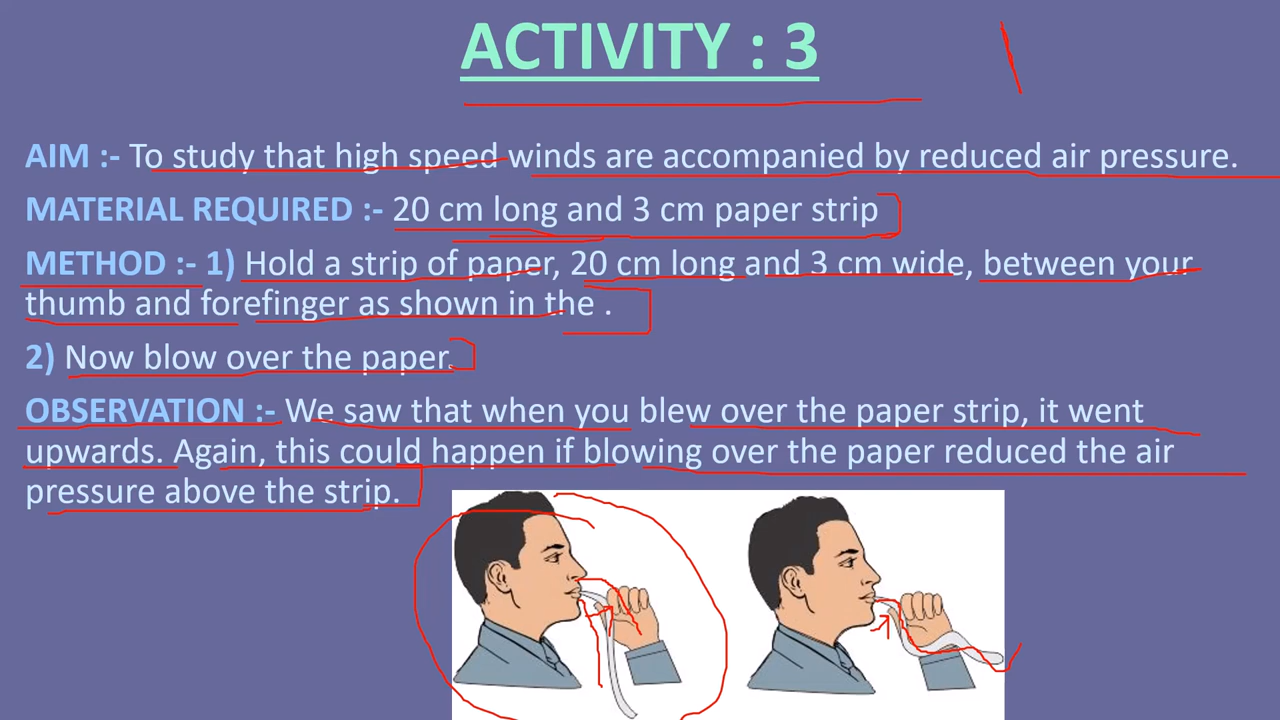 ACTIVITY : 3
AIM :- To study that high speed winds are accompanied by reduced air pressure.
MATERIAL REQUIRED :- 20 cm long and 3 cm paper strip
METHOD :- 1) Hold a strip of paper, 20 cm long and 3 cm wide, between your
thumb and forefinger as shown in the .
2) Now blow over the paper.
OBSERVATION :- We saw that when you blew over the paper strip, it went
upwards. Again, this could happen if blowing over the paper reduced the air
pressure above the strip.